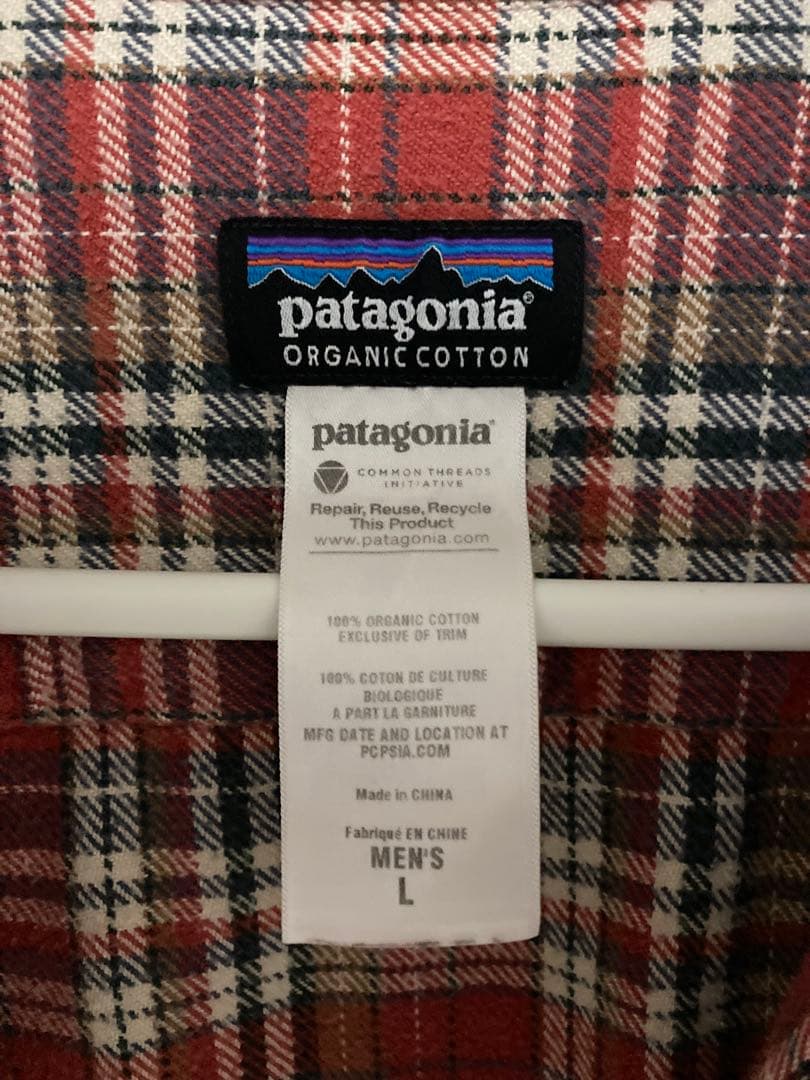 patagonia®
ORGANIC COTTON
patagonia®
COMMON THREADS
INITIATIVE
Repair, Reuse, Recycle
This Product
www.patagonia.com
100% ORGANIC COTTON
EXCLUSIVE OF TRIM
100% COTON DE CULTURE
BIOLOGIQUE
A PART LA GARNITURE
MFG DATE AND LOCATION AT
PCPSIA.COM
Made in CHINA
Fabriqué EN CHINE
MEN'S
L